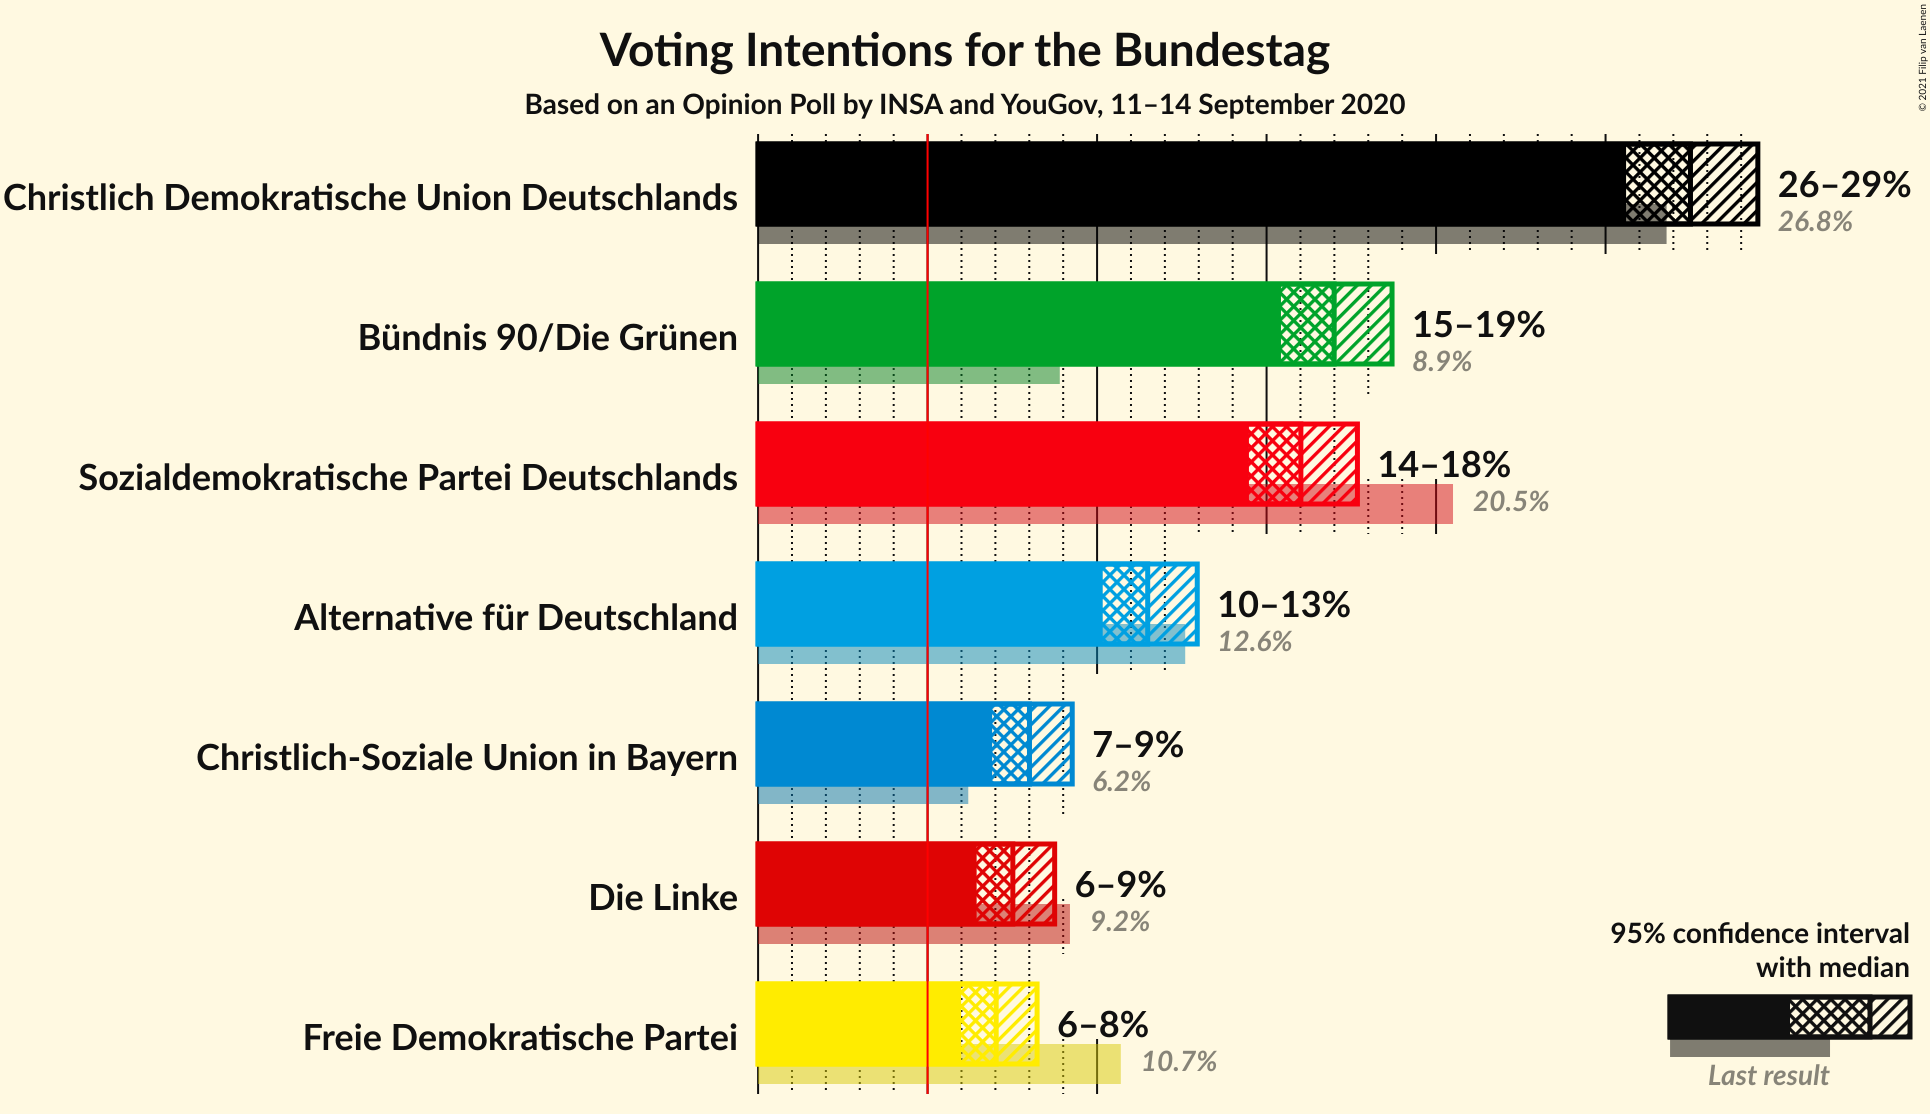 Voting Intentions for the Bundestag
Based on an Opinion Poll by INSA and YouGov, 11–14 September 2020
© 2021 Filip van Laenen
Christlich Demokratische Union Deutschlands
26–29%
26.8%
Bündnis 90/Die Grünen
15–19%
8.9%
Sozialdemokratische Partei Deutschlands
14–18%
20.5%
Alternative für Deutschland
10–13%
12.6%
Christlich-Soziale Union in Bayern
7–9%
6.2%
Die Linke
6–9%
9.2%
Freie Demokratische Partei
6–8%
10.7%
95% confidence interval
with median
Last result